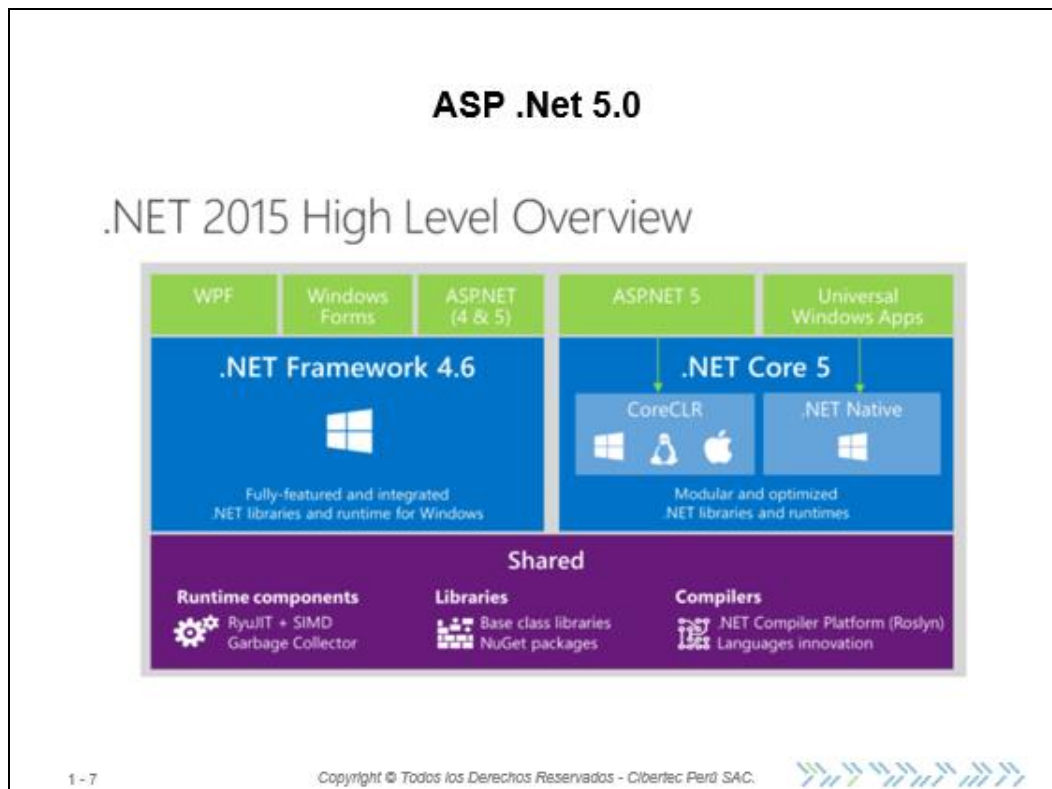 ASP .Net 5.0
.NET 2015 High Level Overview
WPF
Windows
Forms
ASP.NET
(4 & 5)
ASP.NET 5
Universal
Windows Apps
.NET Framework 4.6
Fully-featured and integrated
.NET libraries and runtime for Windows
.NET Core 5
CoreCLR
.NET Native
Modular and optimized
.NET libraries and runtimes
Shared
Runtime components
RyuJIT + SIMD
Garbage Collector
Libraries
Base class libraries
NuGet packages
Compilers
.NET Compiler Platform (Roslyn)
Languages innovation
1 - 7
Copyright © Todos los Derechos Reservados - Cibertec Perú SAC.